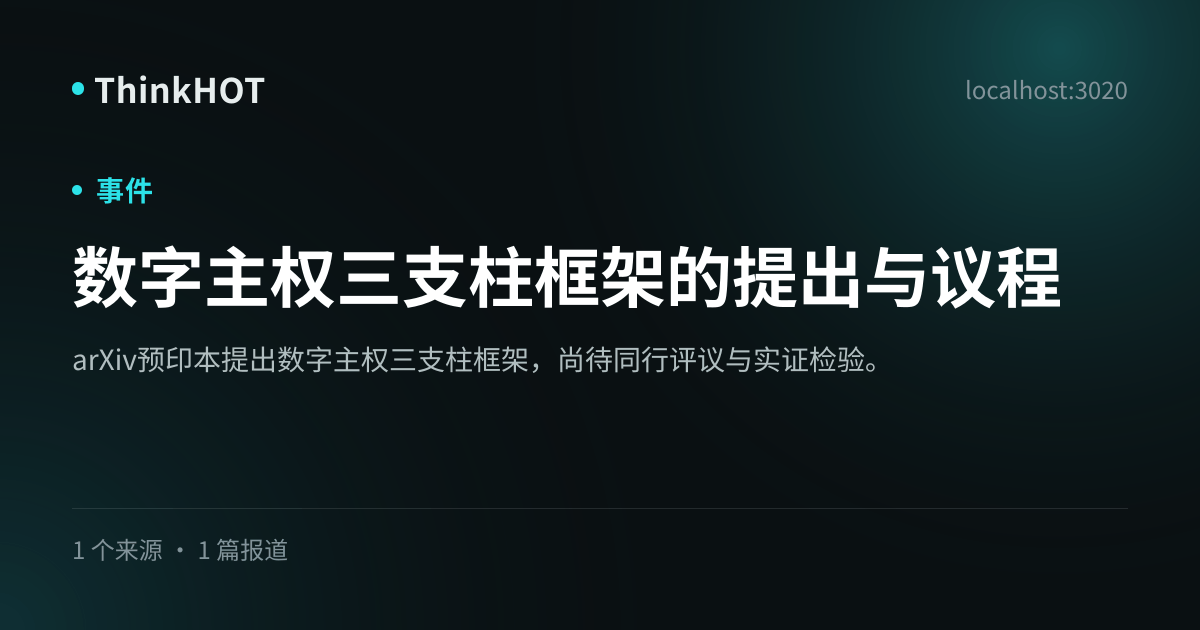 ThinkHOT
localhost:3020
事件
数字主权三支柱框架的提出与议程
arXiv预印本提出数字主权三支柱框架，尚待同行评议与实证检验。
1 个来源 · 1 篇报道